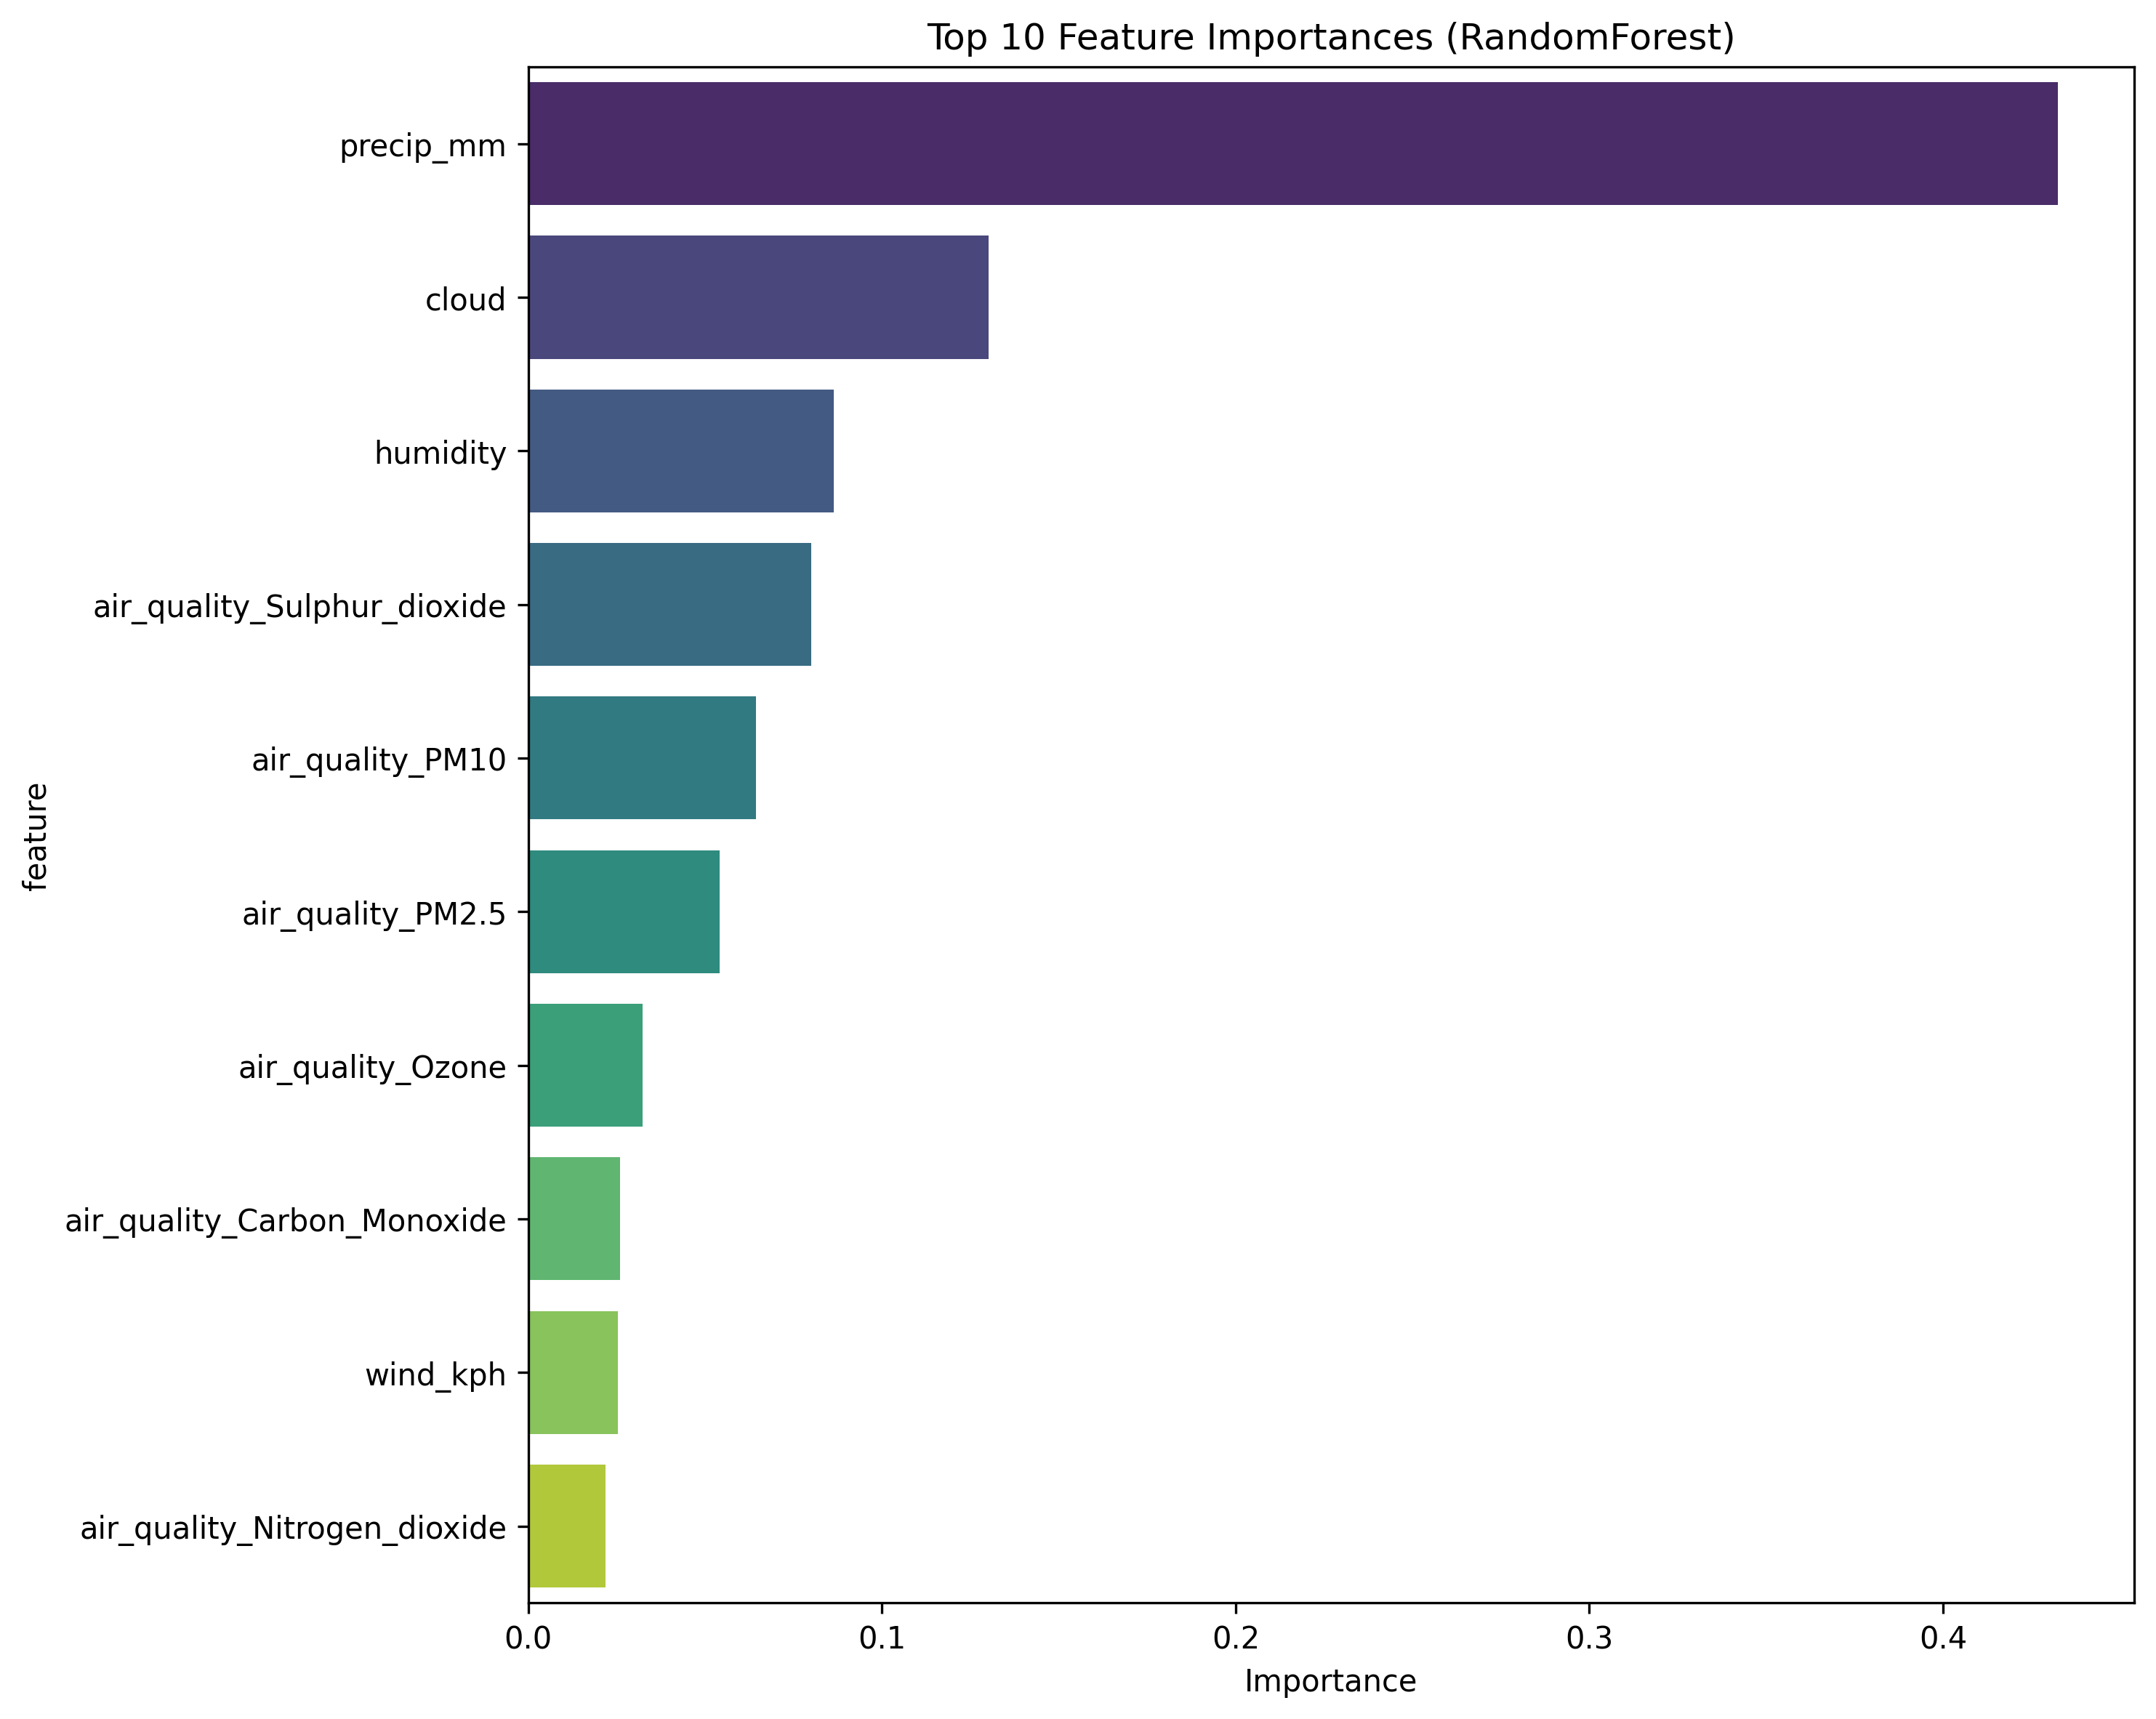 Top 10 Feature Importances (RandomForest)
precip_mm
cloud
humidity
air_quality_Sulphur_dioxide
air_quality_PM10
air_quality_PM2.5
air_quality_Ozone
air_quality_Carbon_Monoxide
wind_kph
air_quality_Nitrogen_dioxide
feature
0.0 0.1 0.2 0.3 0.4
Importance